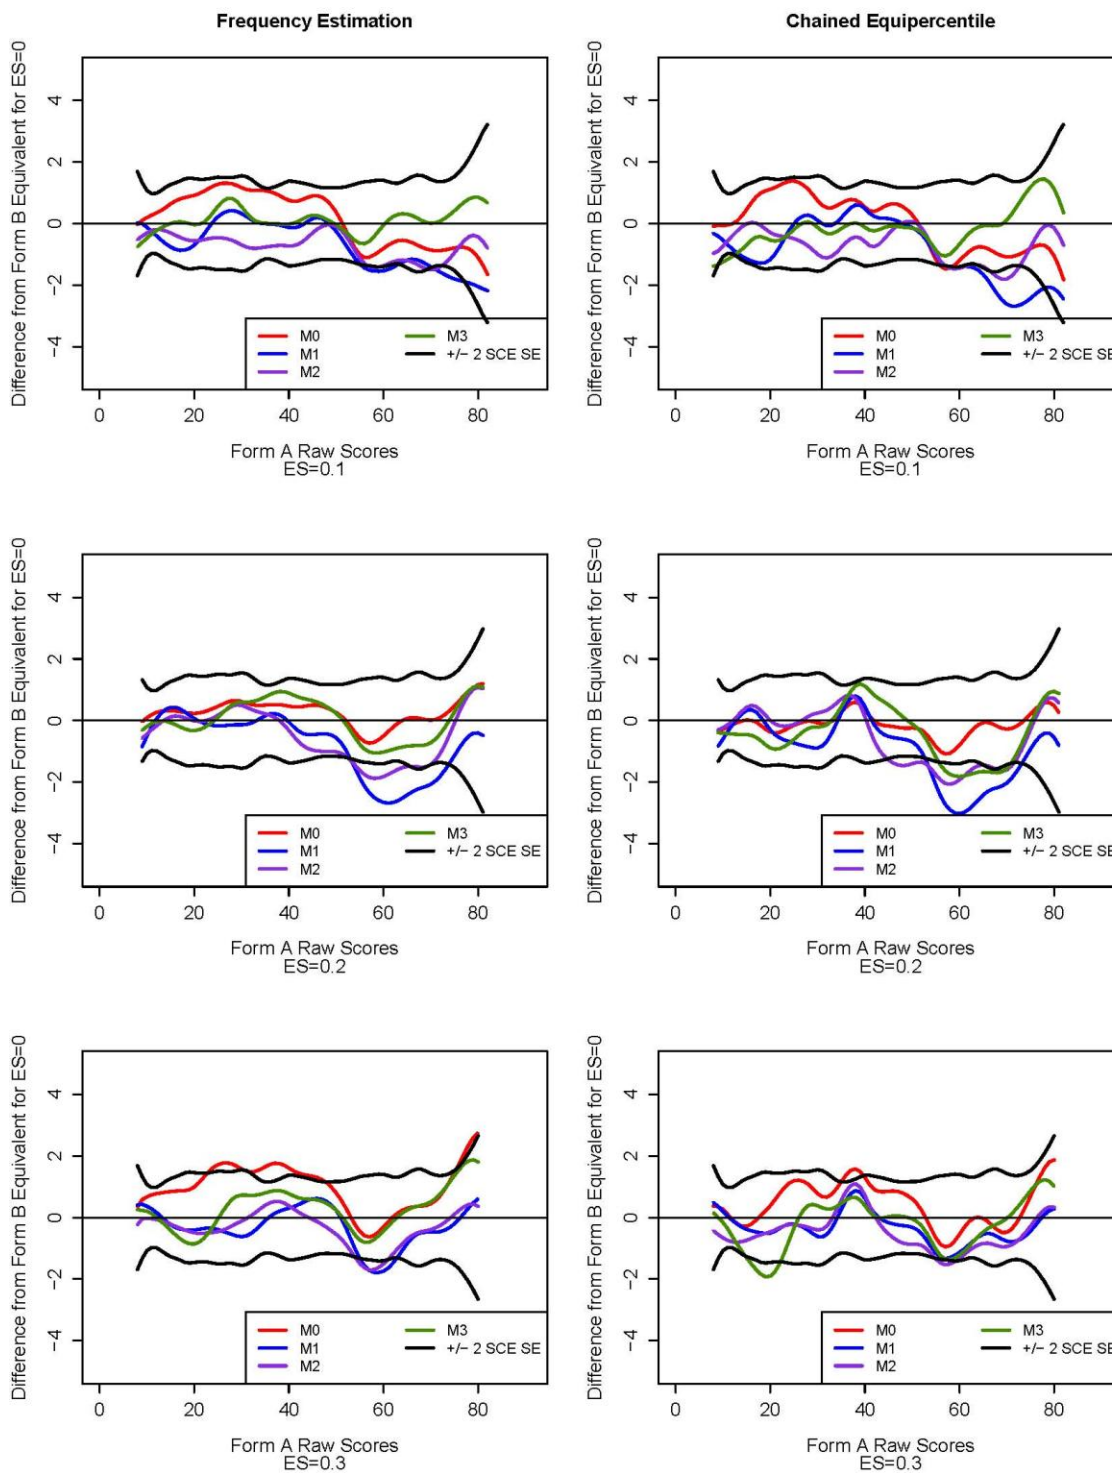 Frequency Estimation
Chained Equipercentile
Difference from Form B Equivalent for ES=0
4
2
0
−2
−4
M0
M1
M2
M3
+/− 2 SCE SE
0 20 40 60 80
Form A Raw Scores
ES=0.1
Difference from Form B Equivalent for ES=0
4
2
0
−2
−4
M0
M1
M2
M3
+/− 2 SCE SE
0 20 40 60 80
Form A Raw Scores
ES=0.1
Difference from Form B Equivalent for ES=0
4
2
0
−2
−4
M0
M1
M2
M3
+/− 2 SCE SE
0 20 40 60 80
Form A Raw Scores
ES=0.2
Difference from Form B Equivalent for ES=0
4
2
0
−2
−4
M0
M1
M2
M3
+/− 2 SCE SE
0 20 40 60 80
Form A Raw Scores
ES=0.2
Difference from Form B Equivalent for ES=0
4
2
0
−2
−4
M0
M1
M2
M3
+/− 2 SCE SE
0 20 40 60 80
Form A Raw Scores
ES=0.3
Difference from Form B Equivalent for ES=0
4
2
0
−2
−4
M0
M1
M2
M3
+/− 2 SCE SE
0 20 40 60 80
Form A Raw Scores
ES=0.3